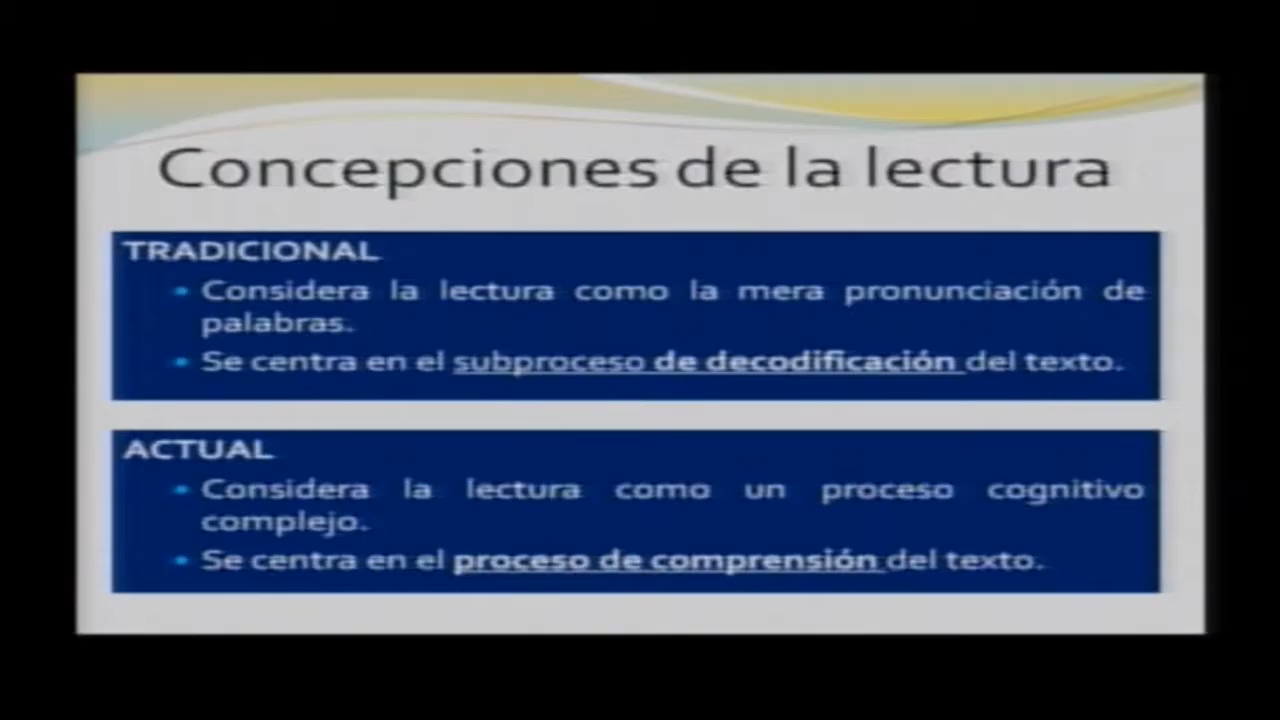 Concepciones de la lectura
TRADICIONAL
• Considera la lectura como la mera pronunciación de
palabras.
• Se centra en el subproceso de decodificación del texto.
ACTUAL
• Considera la lectura como un proceso cognitivo
complejo.
• Se centra en el proceso de comprensión del texto.